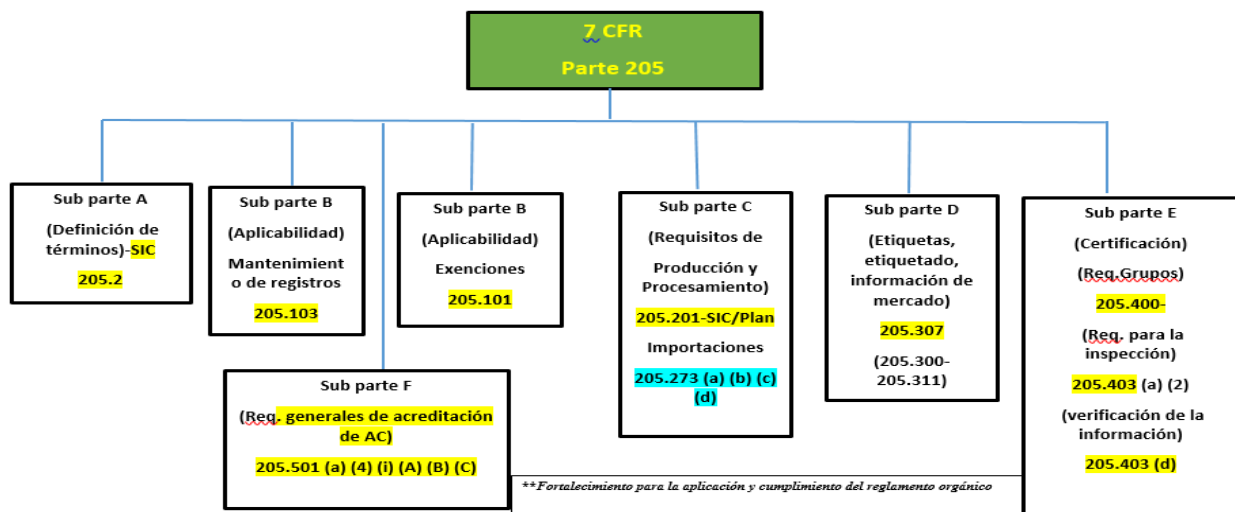 7 CFR
Parte 205
Sub parte A
(Definición de
términos)-SIC
205.2
Sub parte B
(Aplicabilidad)
Mantenimient
o de registros
205.103
Sub parte B
(Aplicabilidad)
Exenciones
205.101
Sub parte C
(Requisitos de
Producción y
Procesamiento)
205.201-SIC/Plan
Importaciones
205.273 (a) (b) (c)
(d)
Sub parte D
(Etiquetas,
etiquetado,
información de
mercado)
205.307
(205.300-
205.311)
Sub parte E
(Certificación)
(Req.Grupos)
205.400-
(Req. para la
inspección)
205.403 (a) (2)
(verificación de la
información)
205.403 (d)
Sub parte F
(Req. generales de acreditación
de AC)
205.501 (a) (4) (i) (A) (B) (C)
**Fortalecimiento para la aplicación y cumplimiento del reglamento orgánico